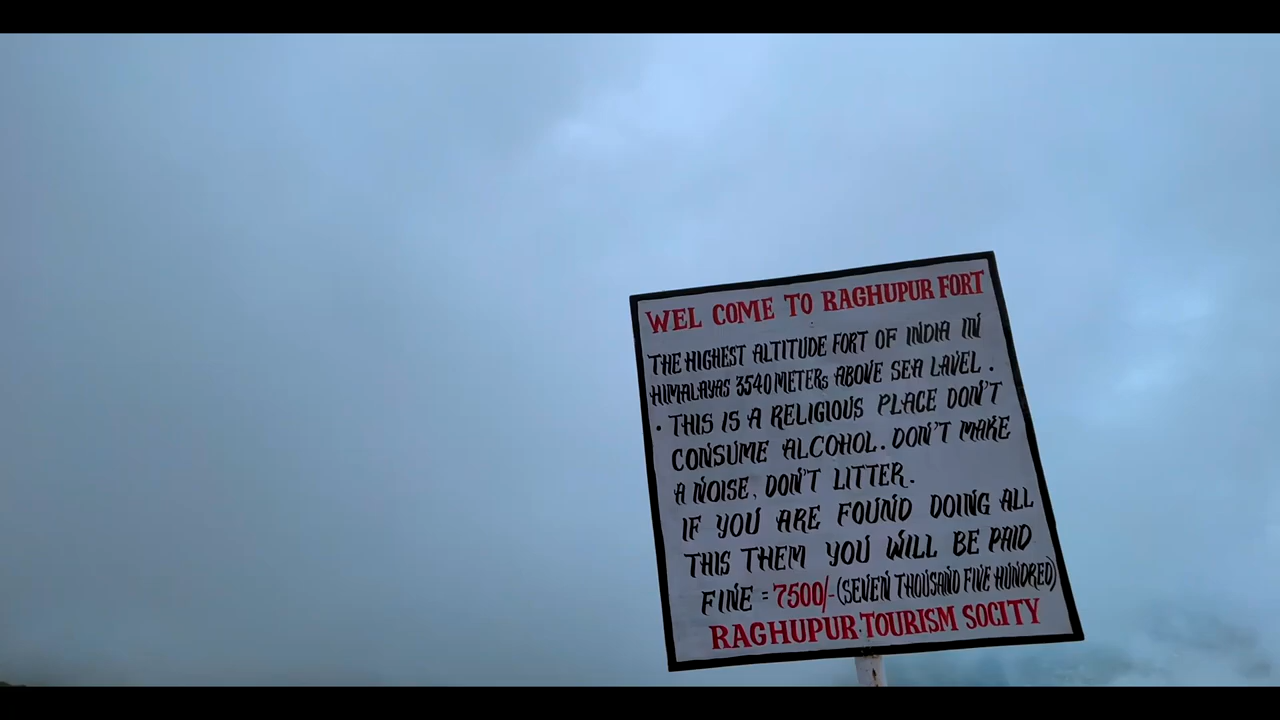 WEL COME TO RAGHUPUR FORT
THE HIGHEST ALTITUDE FORT OF INDIA IN
HIMALAYAS 3540 METERs ABOVE SEA LAVEL .
• THIS IS A RELIGIOUS PLACE DON'T
CONSUME ALCOHOL. DON'T MAKE
A NOISE, DON'T LITTER.
IF YOU ARE FOUND DOING ALL
THIS THEM YOU WILL BE PAID
FINE = 7500/- (SEVEN THOUSAND FIVE HUNDRED)
RAGHUPUR·TOURISM SOCITY